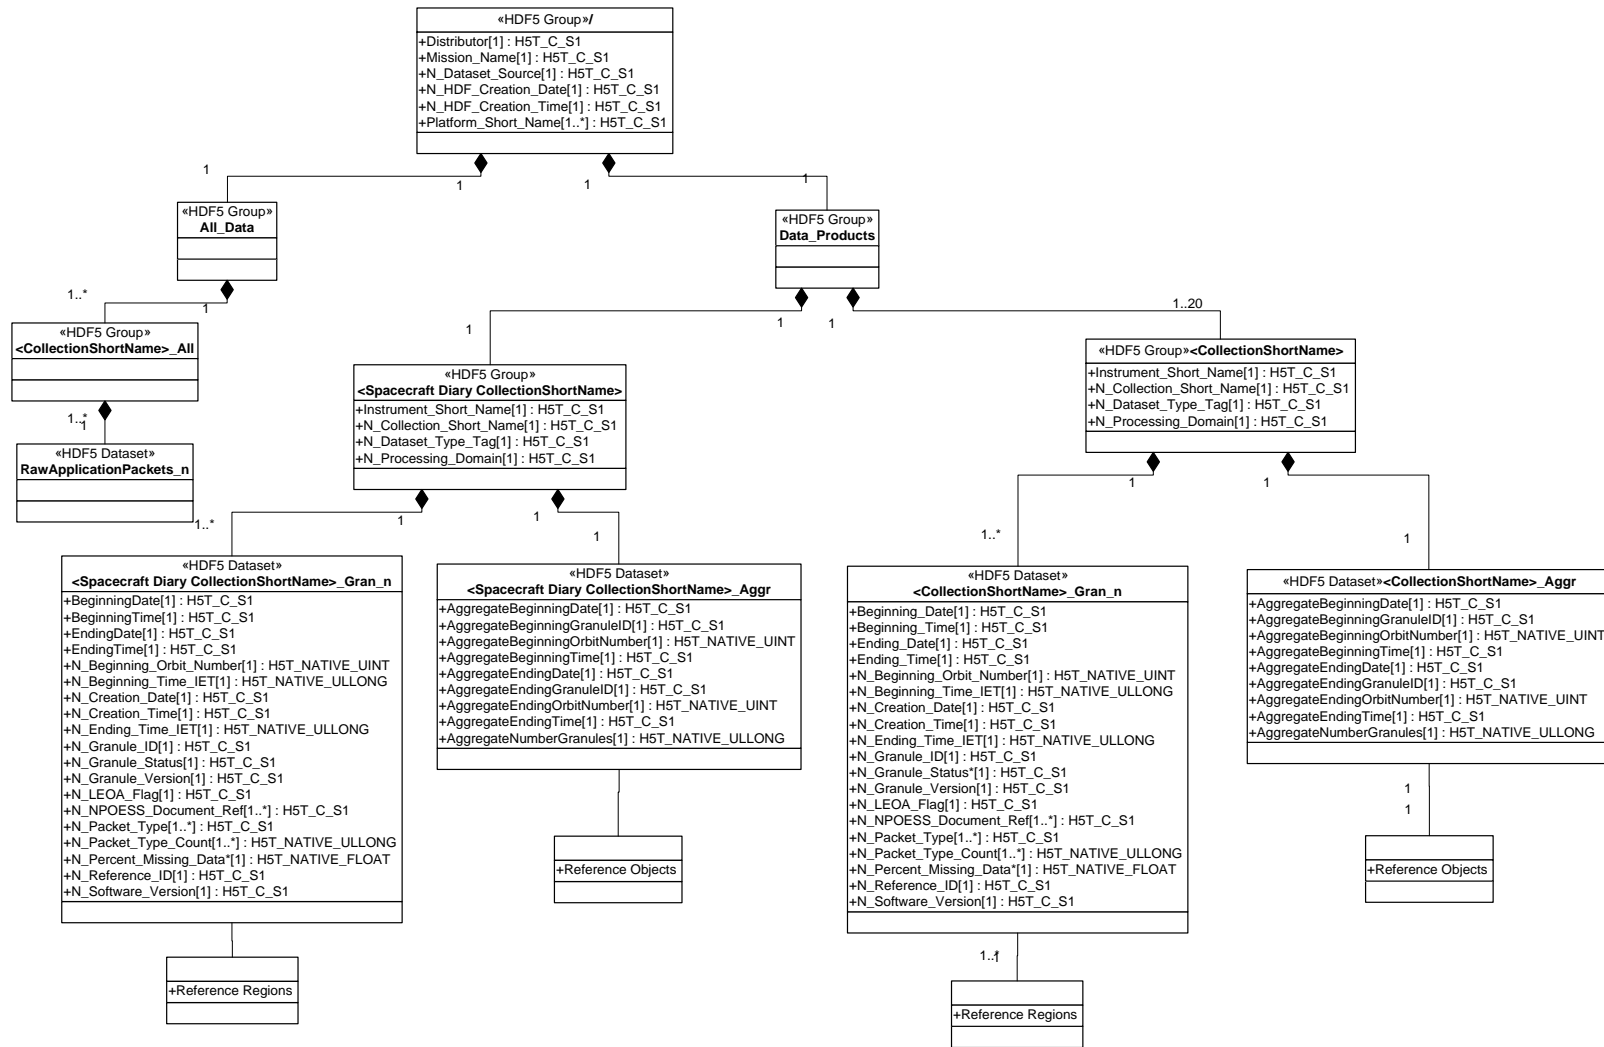 «HDF5 Group»/
+Distributor[1] : H5T_C_S1
+Mission_Name[1] : H5T_C_S1
+N_Dataset_Source[1] : H5T_C_S1
+N_HDF_Creation_Date[1] : H5T_C_S1
+N_HDF_Creation_Time[1] : H5T_C_S1
+Platform_Short_Name[1..*] : H5T_C_S1
1
1
1
1
«HDF5 Group»
All_Data
«HDF5 Group»
Data_Products
1..*
1
1
1
1
1..20
«HDF5 Group»
<CollectionShortName>_All
1..*
1
«HDF5 Dataset»
RawApplicationPackets_n
«HDF5 Group»
<Spacecraft Diary CollectionShortName>
+Instrument_Short_Name[1] : H5T_C_S1
+N_Collection_Short_Name[1] : H5T_C_S1
+N_Dataset_Type_Tag[1] : H5T_C_S1
+N_Processing_Domain[1] : H5T_C_S1
«HDF5 Group»<CollectionShortName>
+Instrument_Short_Name[1] : H5T_C_S1
+N_Collection_Short_Name[1] : H5T_C_S1
+N_Dataset_Type_Tag[1] : H5T_C_S1
+N_Processing_Domain[1] : H5T_C_S1
1..*
1
1
1
1..*
1
1
1
«HDF5 Dataset»
<Spacecraft Diary CollectionShortName>_Gran_n
+BeginningDate[1] : H5T_C_S1
+BeginningTime[1] : H5T_C_S1
+EndingDate[1] : H5T_C_S1
+EndingTime[1] : H5T_C_S1
+N_Beginning_Orbit_Number[1] : H5T_NATIVE_UINT
+N_Beginning_Time_IET[1] : H5T_NATIVE_ULLONG
+N_Creation_Date[1] : H5T_C_S1
+N_Creation_Time[1] : H5T_C_S1
+N_Ending_Time_IET[1] : H5T_NATIVE_ULLONG
+N_Granule_ID[1] : H5T_C_S1
+N_Granule_Status[1] : H5T_C_S1
+N_Granule_Version[1] : H5T_C_S1
+N_LEOA_Flag[1] : H5T_C_S1
+N_NPOESS_Document_Ref[1..*] : H5T_C_S1
+N_Packet_Type[1..*] : H5T_C_S1
+N_Packet_Type_Count[1..*] : H5T_NATIVE_ULLONG
+N_Percent_Missing_Data*[1] : H5T_NATIVE_FLOAT
+N_Reference_ID[1] : H5T_C_S1
+N_Software_Version[1] : H5T_C_S1
+Reference Regions
«HDF5 Dataset»
<Spacecraft Diary CollectionShortName>_Aggr
+AggregateBeginningDate[1] : H5T_C_S1
+AggregateBeginningGranuleID[1] : H5T_C_S1
+AggregateBeginningOrbitNumber[1] : H5T_NATIVE_UINT
+AggregateBeginningTime[1] : H5T_C_S1
+AggregateEndingDate[1] : H5T_C_S1
+AggregateEndingGranuleID[1] : H5T_C_S1
+AggregateEndingOrbitNumber[1] : H5T_NATIVE_UINT
+AggregateEndingTime[1] : H5T_C_S1
+AggregateNumberGranules[1] : H5T_NATIVE_ULLONG
+Reference Objects
«HDF5 Dataset»
<CollectionShortName>_Gran_n
+Beginning_Date[1] : H5T_C_S1
+Beginning_Time[1] : H5T_C_S1
+Ending_Date[1] : H5T_C_S1
+Ending_Time[1] : H5T_C_S1
+N_Beginning_Orbit_Number[1] : H5T_NATIVE_UINT
+N_Beginning_Time_IET[1] : H5T_NATIVE_ULLONG
+N_Creation_Date[1] : H5T_C_S1
+N_Creation_Time[1] : H5T_C_S1
+N_Ending_Time_IET[1] : H5T_NATIVE_ULLONG
+N_Granule_ID[1] : H5T_C_S1
+N_Granule_Status*[1] : H5T_C_S1
+N_Granule_Version[1] : H5T_C_S1
+N_LEOA_Flag[1] : H5T_C_S1
+N_NPOESS_Document_Ref[1..*] : H5T_C_S1
+N_Packet_Type[1..*] : H5T_C_S1
+N_Packet_Type_Count[1..*] : H5T_NATIVE_ULLONG
+N_Percent_Missing_Data*[1] : H5T_NATIVE_FLOAT
+N_Reference_ID[1] : H5T_C_S1
+N_Software_Version[1] : H5T_C_S1
1..*
1
+Reference Regions
«HDF5 Dataset»<CollectionShortName>_Aggr
+AggregateBeginningDate[1] : H5T_C_S1
+AggregateBeginningGranuleID[1] : H5T_C_S1
+AggregateBeginningOrbitNumber[1] : H5T_NATIVE_UINT
+AggregateBeginningTime[1] : H5T_C_S1
+AggregateEndingDate[1] : H5T_C_S1
+AggregateEndingGranuleID[1] : H5T_C_S1
+AggregateEndingOrbitNumber[1] : H5T_NATIVE_UINT
+AggregateEndingTime[1] : H5T_C_S1
+AggregateNumberGranules[1] : H5T_NATIVE_ULLONG
1
1
+Reference Objects